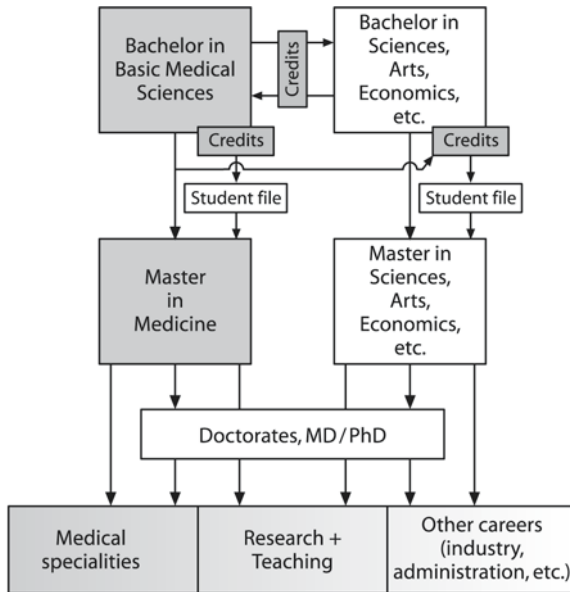 Bachelor in
Basic Medical
Sciences
Credits
Bachelor in
Sciences,
Arts,
Economics,
etc.
Credits
Credits
Student file
Student file
Master
in
Medicine
Master in
Sciences,
Arts,
Economics,
etc.
Doctorates, MD/PhD
Medical
specialities
Research +
Teaching
Other careers
(industry,
administration, etc.)